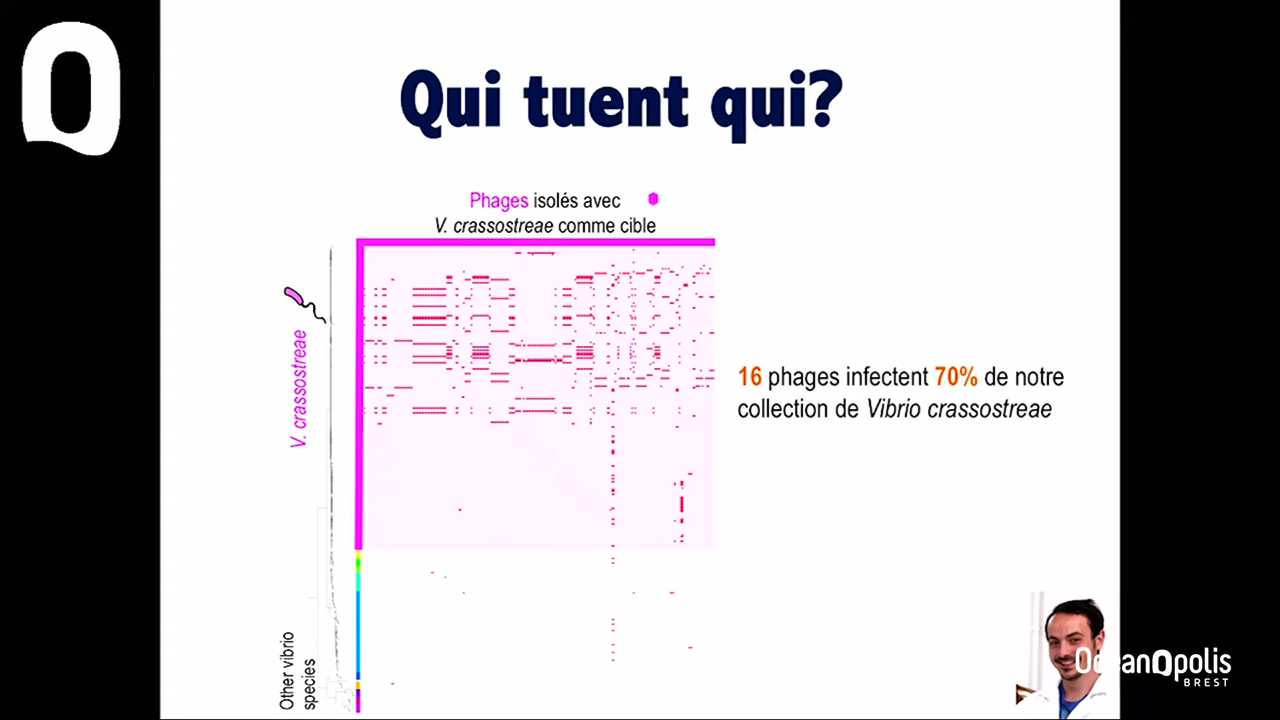 Qui tuent qui?
Phages isolés avec
V. crassostreae comme cible
V. crassostreae
16 phages infectent 70% de notre
collection de Vibrio crassostreae
Other vibrio
species
OceanOpolis
BREST